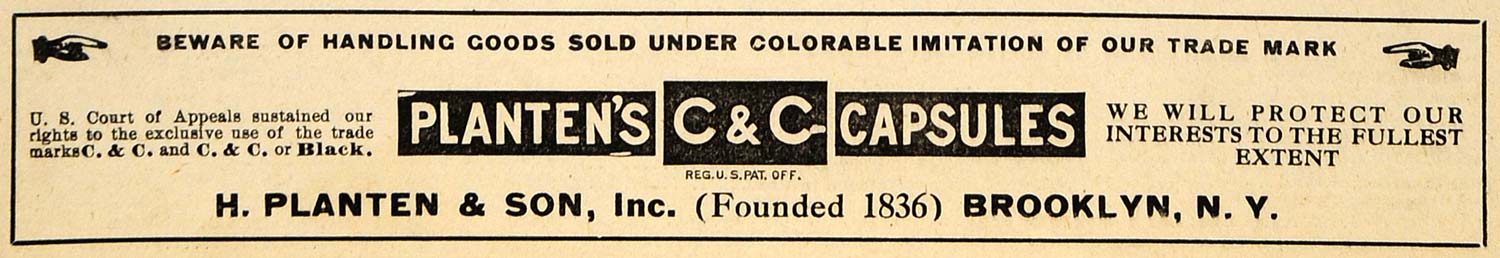 BEWARE OF HANDLING GOODS SOLD UNDER COLORABLE IMITATION OF OUR TRADE MARK
U. S. Court of Appeals sustained our
rights to the exclusive use of the trade
marks C. & C. and C. & C. or Black.
PLANTEN'S C & C CAPSULES
REG. U. S. PAT. OFF.
WE WILL PROTECT OUR
INTERESTS TO THE FULLEST
EXTENT
H. PLANTEN & SON, Inc. (Founded 1836) BROOKLYN, N. Y.